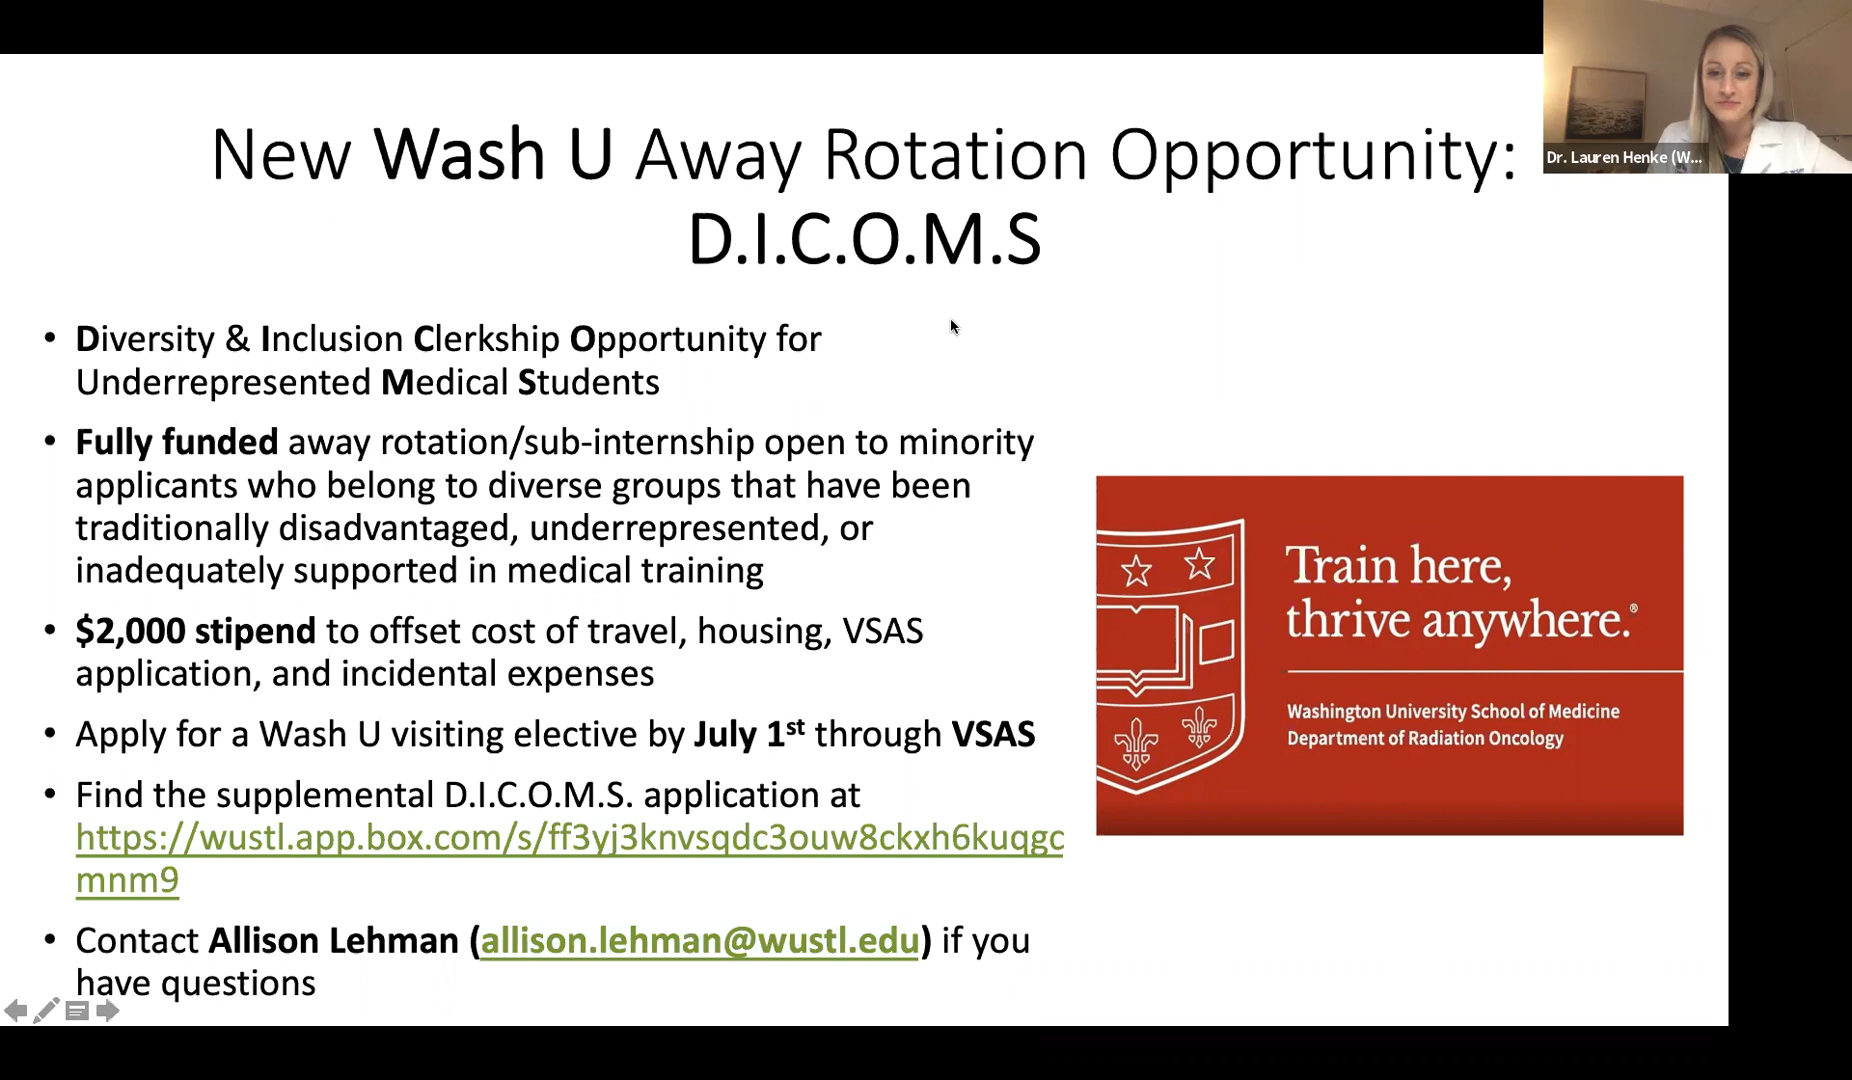 New Wash U Away Rotation Opportunity:
D.I.C.O.M.S
Dr. Lauren Henke (W...
• Diversity & Inclusion Clerkship Opportunity for
Underrepresented Medical Students
• Fully funded away rotation/sub-internship open to minority
applicants who belong to diverse groups that have been
traditionally disadvantaged, underrepresented, or
inadequately supported in medical training
• $2,000 stipend to offset cost of travel, housing, VSAS
application, and incidental expenses
• Apply for a Wash U visiting elective by July 1st through VSAS
• Find the supplemental D.I.C.O.M.S. application at
https://wustl.app.box.com/s/ff3yj3knvsqdc3ouw8ckxh6kuqgc
mnm9
• Contact Allison Lehman (allison.lehman@wustl.edu) if you
have questions
Train here,
thrive anywhere.®
Washington University School of Medicine
Department of Radiation Oncology